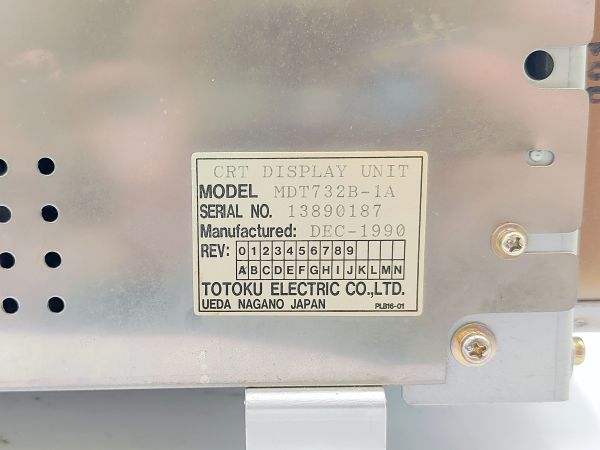 CRT DISPLAY UNIT
MODEL MDT732B-1A
SERIAL NO. 13890187
Manufactured: DEC-1990
REV: 0 1 2 3 4 5 6 7 8 9
A B C D E F G H I J K L M N
TOTOKU ELECTRIC CO.,LTD.
UEDA NAGANO JAPAN PLB16-01